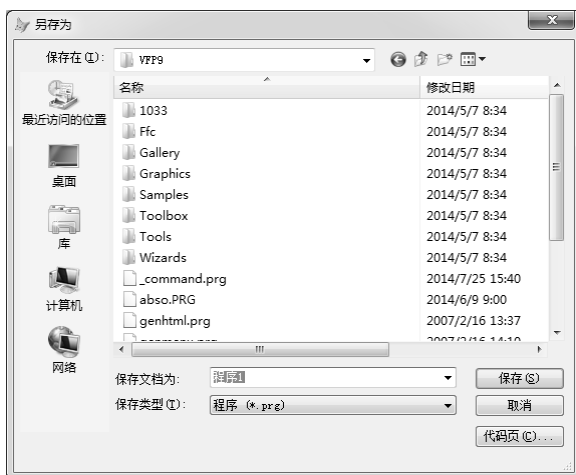 另存为
保存在(I): VFP9
名称 修改日期
1033 2014/5/7 8:34
Ffc 2014/5/7 8:34
Gallery 2014/5/7 8:34
Graphics 2014/5/7 8:34
Samples 2014/5/7 8:34
Toolbox 2014/5/7 8:34
Tools 2014/5/7 8:34
Wizards 2014/5/7 8:34
_command.prg 2014/7/25 15:40
abso.PRG 2014/6/9 9:00
genhtml.prg 2007/2/16 13:37
最近访问的位置
桌面
库
计算机
网络
保存文档为: 程序1 保存(S)
保存类型(T): 程序 (*.prg) 取消
代码页(C)...